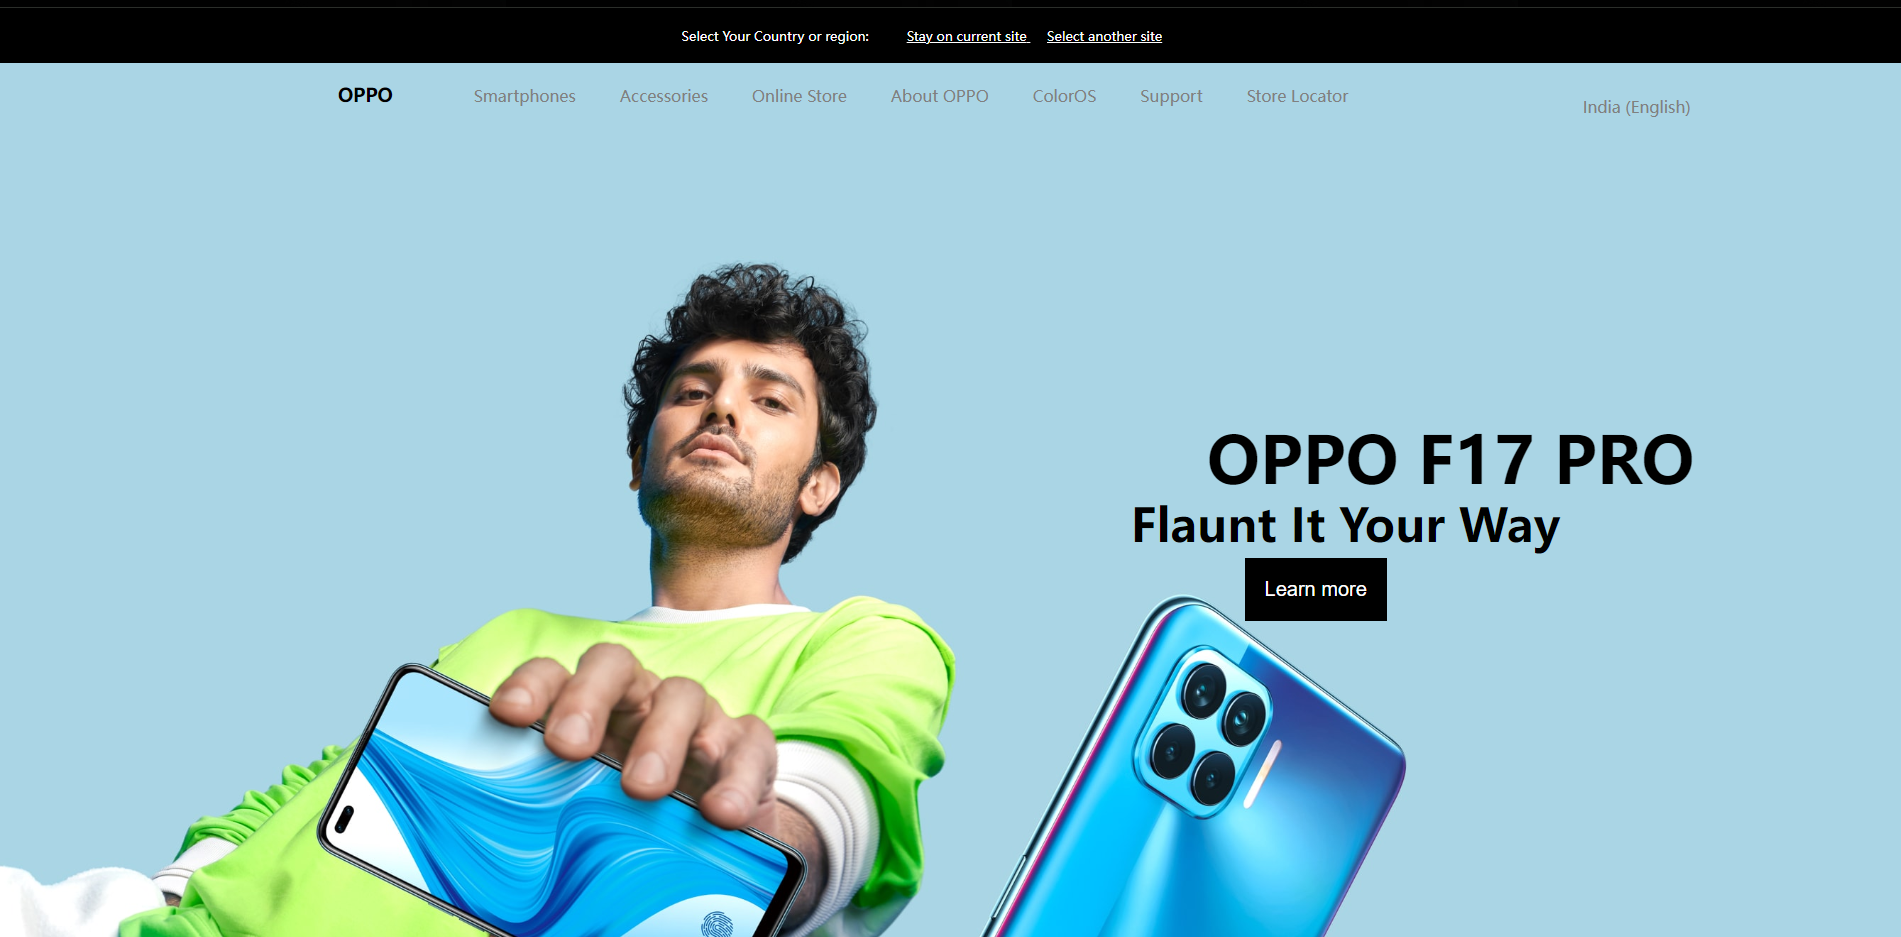 Select Your Country or region: Stay on current site Select another site
OPPO Smartphones Accessories Online Store About OPPO ColorOS Support Store Locator India (English)
OPPO F17 PRO
Flaunt It Your Way
Learn more